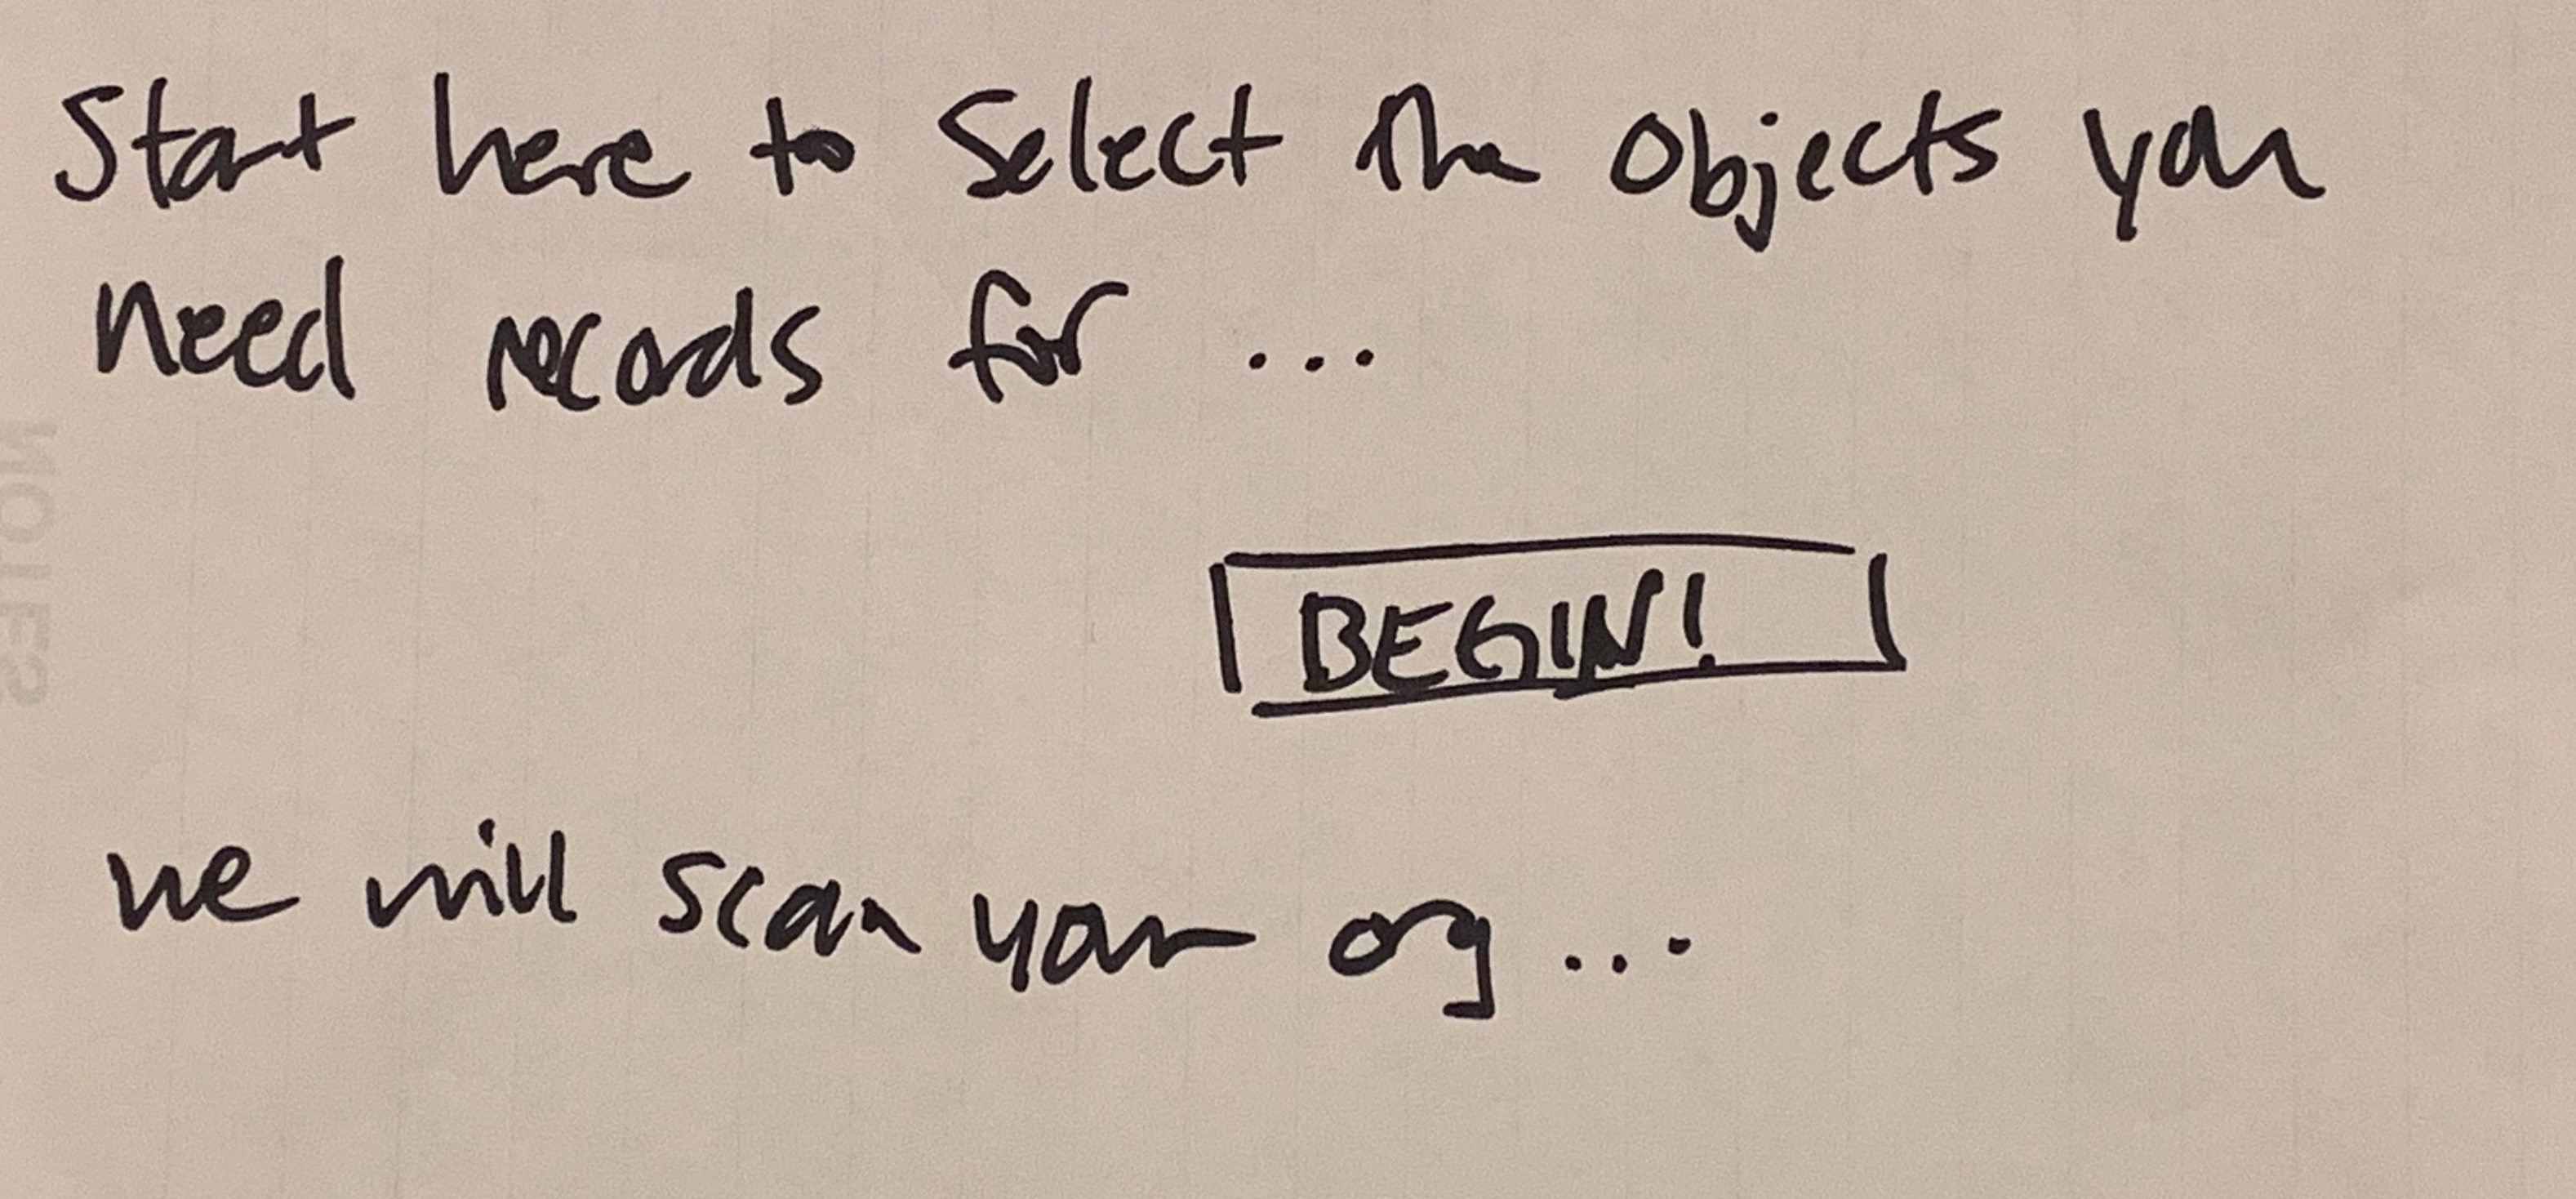 Start here to Select the objects you
need records for ...
BEGIN!
we will scan your org ...
NOTES